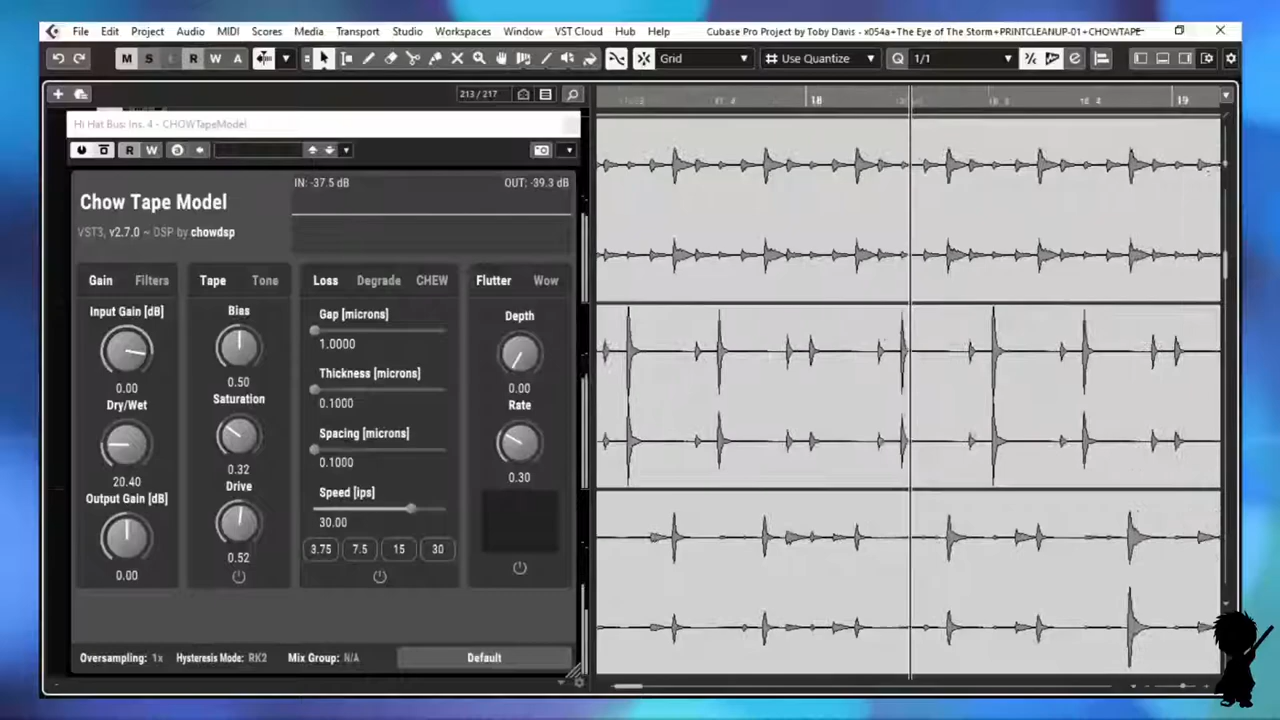 File Edit Project Audio MIDI Scores Media Transport Studio Workspaces Window VST Cloud Hub Help Cubase Pro Project by Toby Davis - x054a+The Eye of The Storm+PRINTCLEANUP-01+CHOWTAPE
M S L R W A Grid Use Quantize Q 1/1
213 / 217
18 18 4 19
Hi Hat Bus: Ins. 4 - CHOWTapeModel
R W
IN: -37.5 dB OUT: -39.3 dB
Chow Tape Model
VST3, v2.7.0 ~ DSP by chowdsp
Gain Filters Tape Tone Loss Degrade CHEW Flutter Wow
Input Gain [dB]
0.00
Dry/Wet
20.40
Output Gain [dB]
0.00
Bias
0.50
Saturation
0.32
Drive
0.52
Gap [microns]
1.0000
Thickness [microns]
0.1000
Spacing [microns]
0.1000
Speed [ips]
30.00
3.75 7.5 15 30
Depth
0.00
Rate
0.30
Oversampling: 1x Hysteresis Mode: RK2 Mix Group: N/A Default